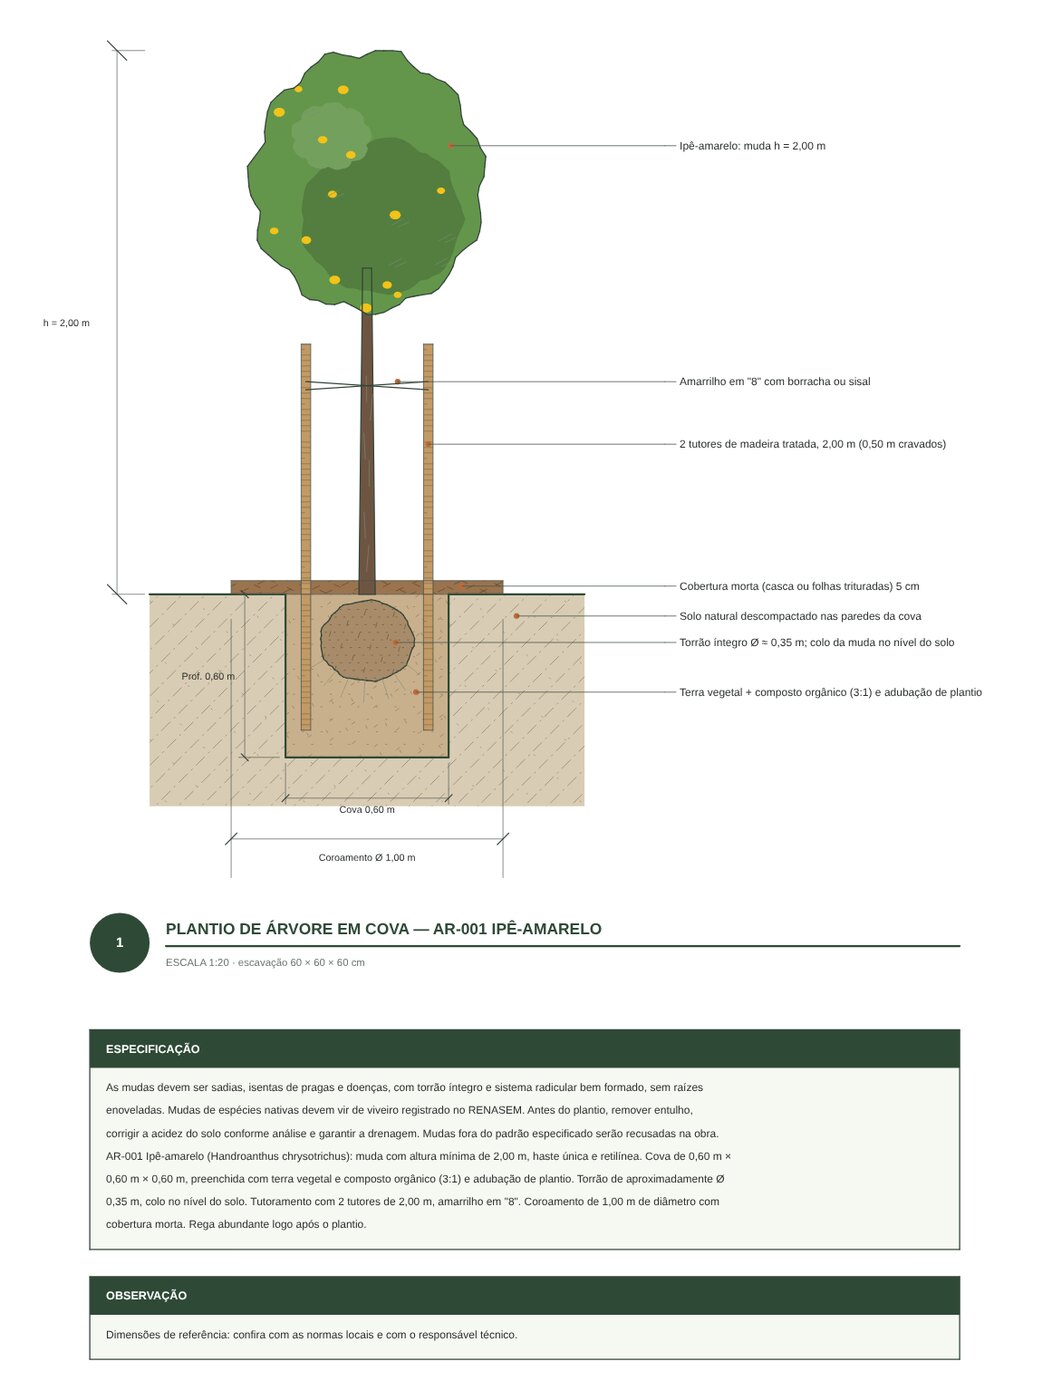 Ipê-amarelo: muda h = 2,00 m
h = 2,00 m
Amarrilho em "8" com borracha ou sisal
2 tutores de madeira tratada, 2,00 m (0,50 m cravados)
Cobertura morta (casca ou folhas trituradas) 5 cm
Solo natural descompactado nas paredes da cova
Torrão íntegro Ø ≈ 0,35 m; colo da muda no nível do solo
Prof. 0,60 m
Terra vegetal + composto orgânico (3:1) e adubação de plantio
Cova 0,60 m
Coroamento Ø 1,00 m
1
PLANTIO DE ÁRVORE EM COVA — AR-001 IPÊ-AMARELO
ESCALA 1:20 · escavação 60 × 60 × 60 cm
ESPECIFICAÇÃO
As mudas devem ser sadias, isentas de pragas e doenças, com torrão íntegro e sistema radicular bem formado, sem raízes
enoveladas. Mudas de espécies nativas devem vir de viveiro registrado no RENASEM. Antes do plantio, remover entulho,
corrigir a acidez do solo conforme análise e garantir a drenagem. Mudas fora do padrão especificado serão recusadas na obra.
AR-001 Ipê-amarelo (Handroanthus chrysotrichus): muda com altura mínima de 2,00 m, haste única e retilínea. Cova de 0,60 m ×
0,60 m × 0,60 m, preenchida com terra vegetal e composto orgânico (3:1) e adubação de plantio. Torrão de aproximadamente Ø
0,35 m, colo no nível do solo. Tutoramento com 2 tutores de 2,00 m, amarrilho em "8". Coroamento de 1,00 m de diâmetro com
cobertura morta. Rega abundante logo após o plantio.
OBSERVAÇÃO
Dimensões de referência: confira com as normas locais e com o responsável técnico.